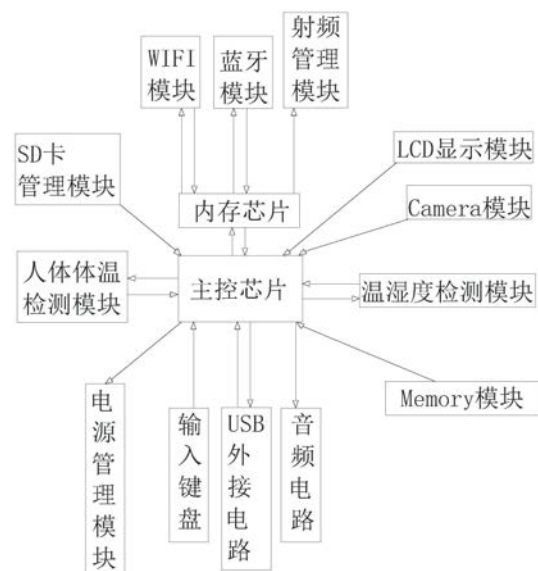 WIFI
模块
蓝牙
模块
射频
管理
模块
SD卡
管理模块
LCD显示模块
Camera模块
内存芯片
人体体温
检测模块
主控芯片
温湿度检测模块
Memory模块
电
源
管
理
模
块
输
入
键
盘
USB
外
接
电
路
音
频
电
路